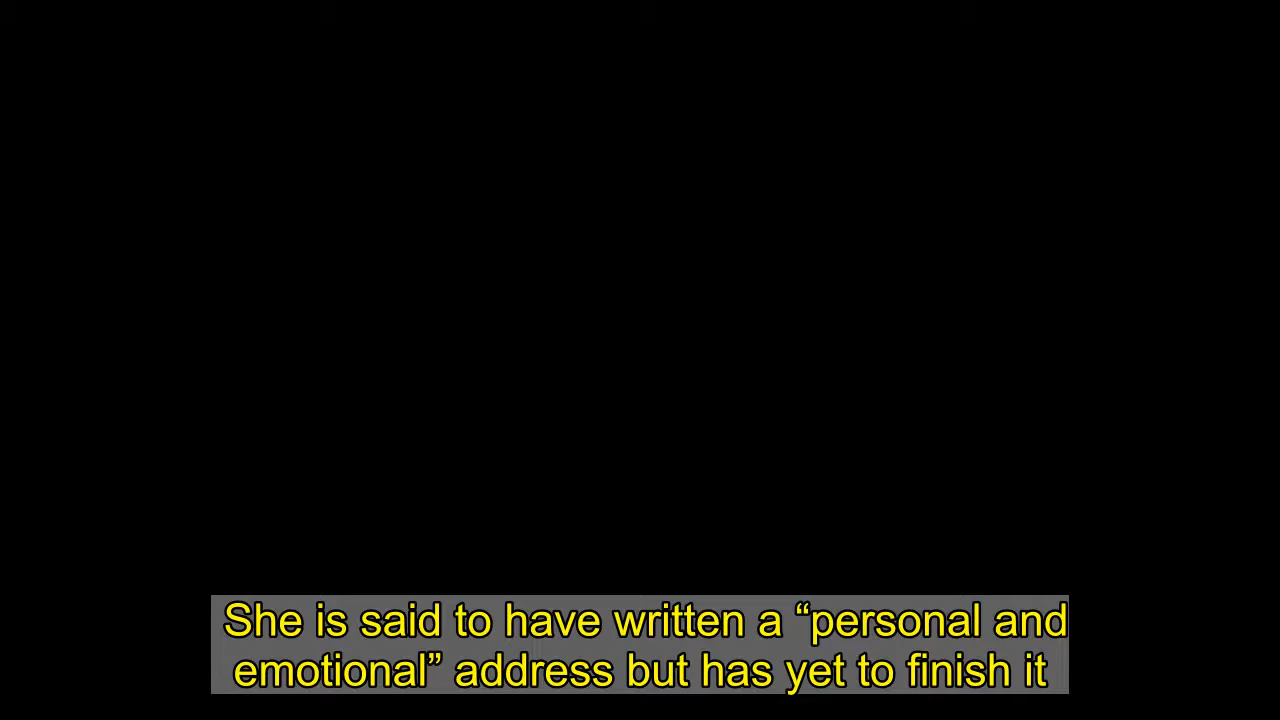 She is said to have written a “personal and
emotional” address but has yet to finish it